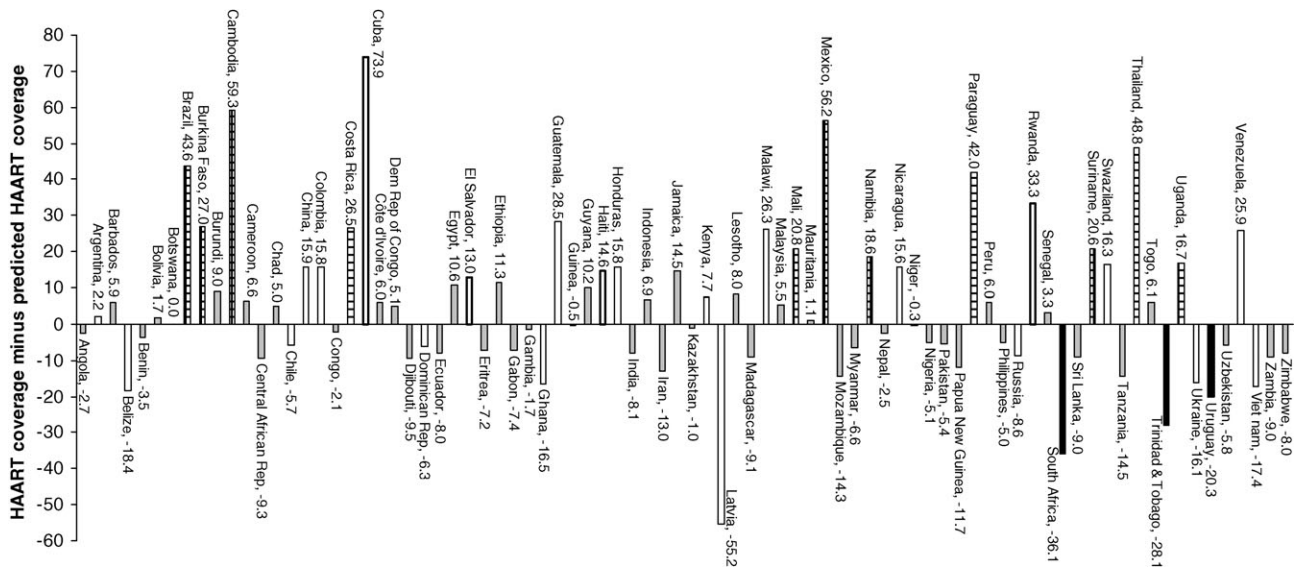 HAART coverage minus predicted HAART coverage
80
70
60
50
40
30
20
10
0
-10
-20
-30
-40
-50
-60
Angola, -2.7
Argentina, 2.2
Barbados, 5.9
Belize, -18.4
Benin, -3.5
Bolivia, 1.7
Botswana, 0.0
Brazil, 43.6
Burkina Faso, 27.0
Burundi, 9.0
Cambodia, 59.3
Cameroon, 6.6
Central African Rep, -9.3
Chad, 5.0
Chile, -5.7
China, 15.9
Colombia, 15.8
Congo, -2.1
Costa Rica, 26.5
Cuba, 73.9
Côte d'Ivoire, 6.0
Dem Rep of Congo, 5.1
Djibouti, -9.5
Dominican Rep, -6.3
Ecuador, -8.0
Egypt, 10.6
El Salvador, 13.0
Eritrea, -7.2
Ethiopia, 11.3
Gabon, -7.4
Gambia, -1.7
Ghana, -16.5
Guatemala, 28.5
Guinea, -0.5
Guyana, 10.2
Haiti, 14.6
Honduras, 15.8
India, -8.1
Indonesia, 6.9
Iran, -13.0
Jamaica, 14.5
Kazakhstan, -1.0
Kenya, 7.7
Latvia, -55.2
Lesotho, 8.0
Madagascar, -9.1
Malawi, 26.3
Malaysia, 5.5
Mali, 20.8
Mauritania, 1.1
Mexico, 56.2
Mozambique, -14.3
Myanmar, -6.6
Namibia, 18.6
Nepal, -2.5
Nicaragua, 15.6
Niger, -0.3
Nigeria, -5.1
Pakistan, -5.4
Papua New Guinea, -11.7
Paraguay, 42.0
Peru, 6.0
Philippines, -5.0
Russia, -8.6
Rwanda, 33.3
Senegal, 3.3
South Africa, -36.1
Sri Lanka, -9.0
Suriname, 20.6
Swaziland, 16.3
Tanzania, -14.5
Thailand, 48.8
Togo, 6.1
Trinidad & Tobago, -28.1
Uganda, 16.7
Ukraine, -16.1
Uruguay, -20.3
Uzbekistan, -5.8
Venezuela, 25.9
Viet nam, -17.4
Zambia, -9.0
Zimbabwe, -8.0